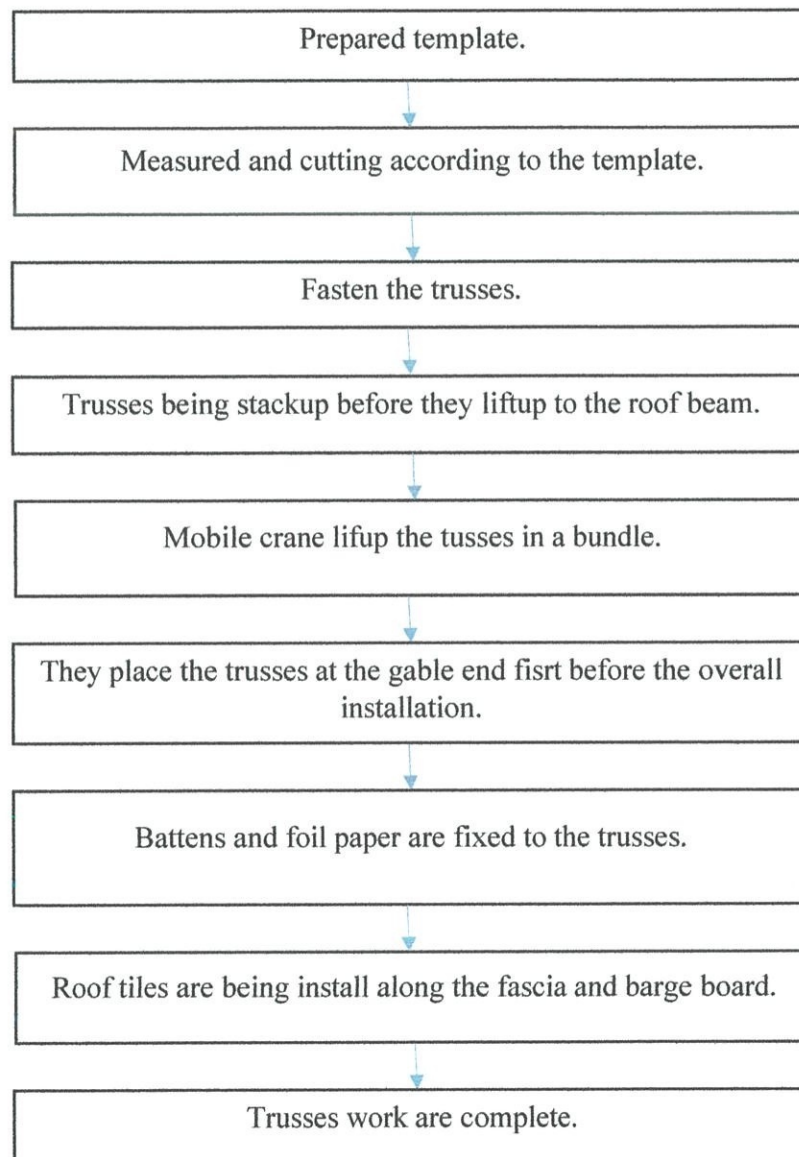 Prepared template.
Measured and cutting according to the template.
Fasten the trusses.
Trusses being stackup before they liftup to the roof beam.
Mobile crane lifup the tusses in a bundle.
They place the trusses at the gable end fisrt before the overall
installation.
Battens and foil paper are fixed to the trusses.
Roof tiles are being install along the fascia and barge board.
Trusses work are complete.